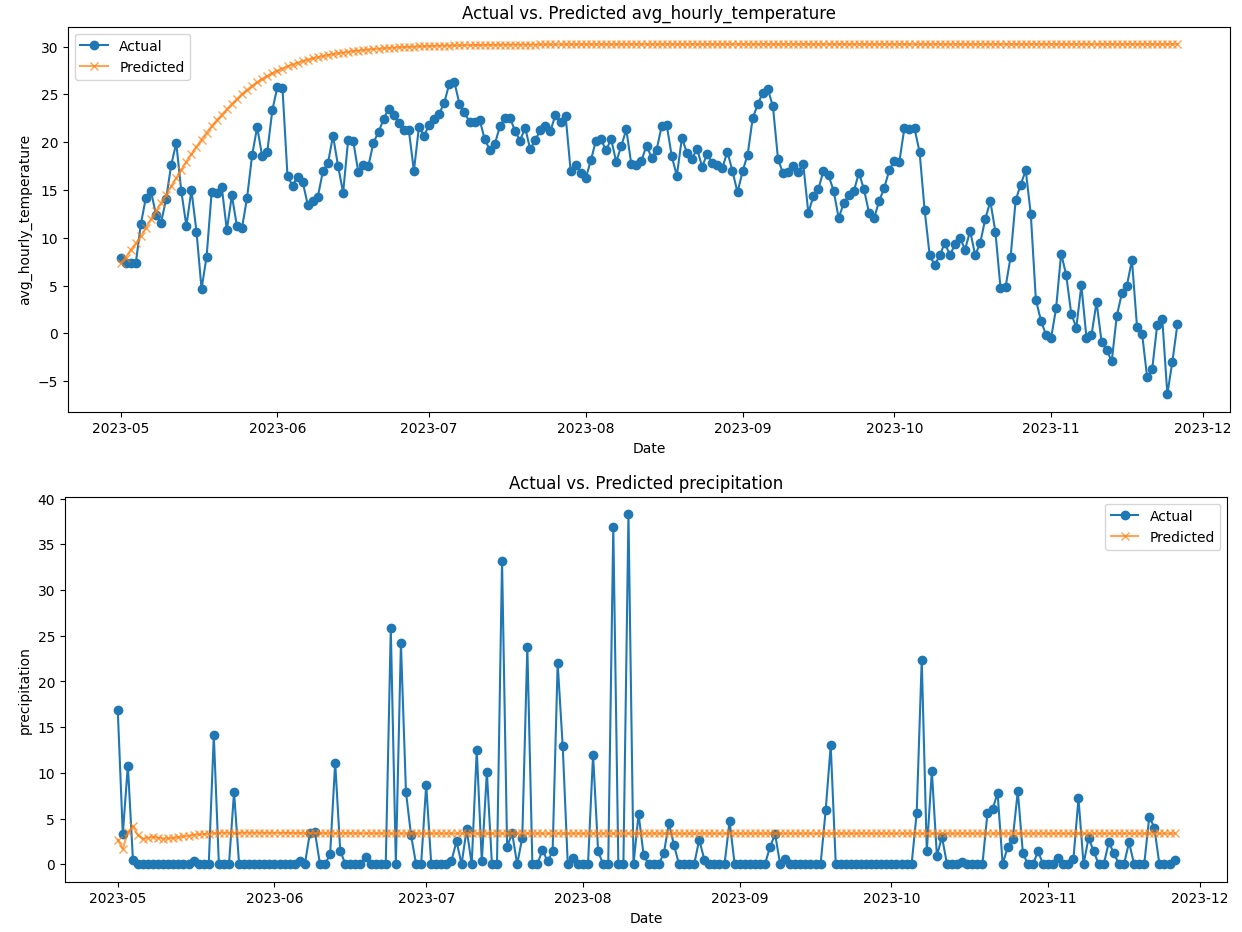 Actual vs. Predicted avg_hourly_temperature
Actual
Predicted
avg_hourly_temperature
30
25
20
15
10
5
0
−5
2023-05 2023-06 2023-07 2023-08 2023-09 2023-10 2023-11 2023-12
Date
Actual vs. Predicted precipitation
Actual
Predicted
precipitation
40
35
30
25
20
15
10
5
0
2023-05 2023-06 2023-07 2023-08 2023-09 2023-10 2023-11 2023-12
Date